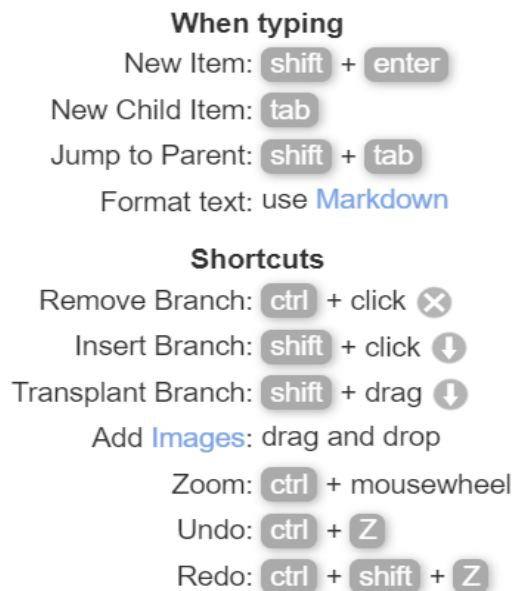 When typing
New Item: shift + enter
New Child Item: tab
Jump to Parent: shift + tab
Format text: use Markdown
Shortcuts
Remove Branch: ctrl + click
Insert Branch: shift + click
Transplant Branch: shift + drag
Add Images: drag and drop
Zoom: ctrl + mousewheel
Undo: ctrl + Z
Redo: ctrl + shift + Z